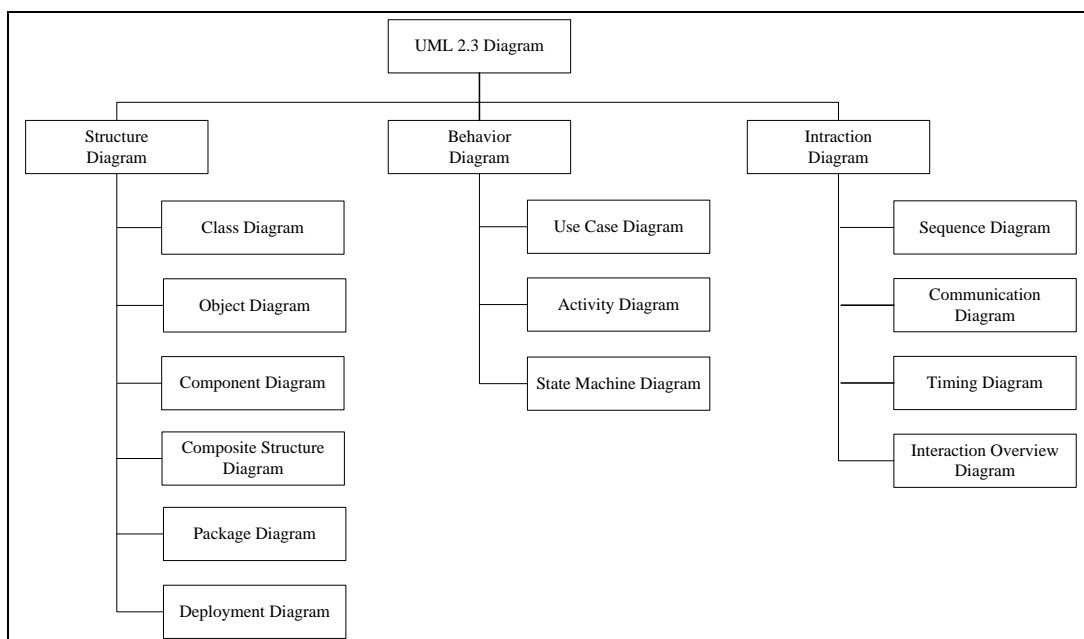 UML 2.3 Diagram
Structure
Diagram
Behavior
Diagram
Intraction
Diagram
Class Diagram
Object Diagram
Component Diagram
Composite Structure
Diagram
Package Diagram
Deployment Diagram
Use Case Diagram
Activity Diagram
State Machine Diagram
Sequence Diagram
Communication
Diagram
Timing Diagram
Interaction Overview
Diagram